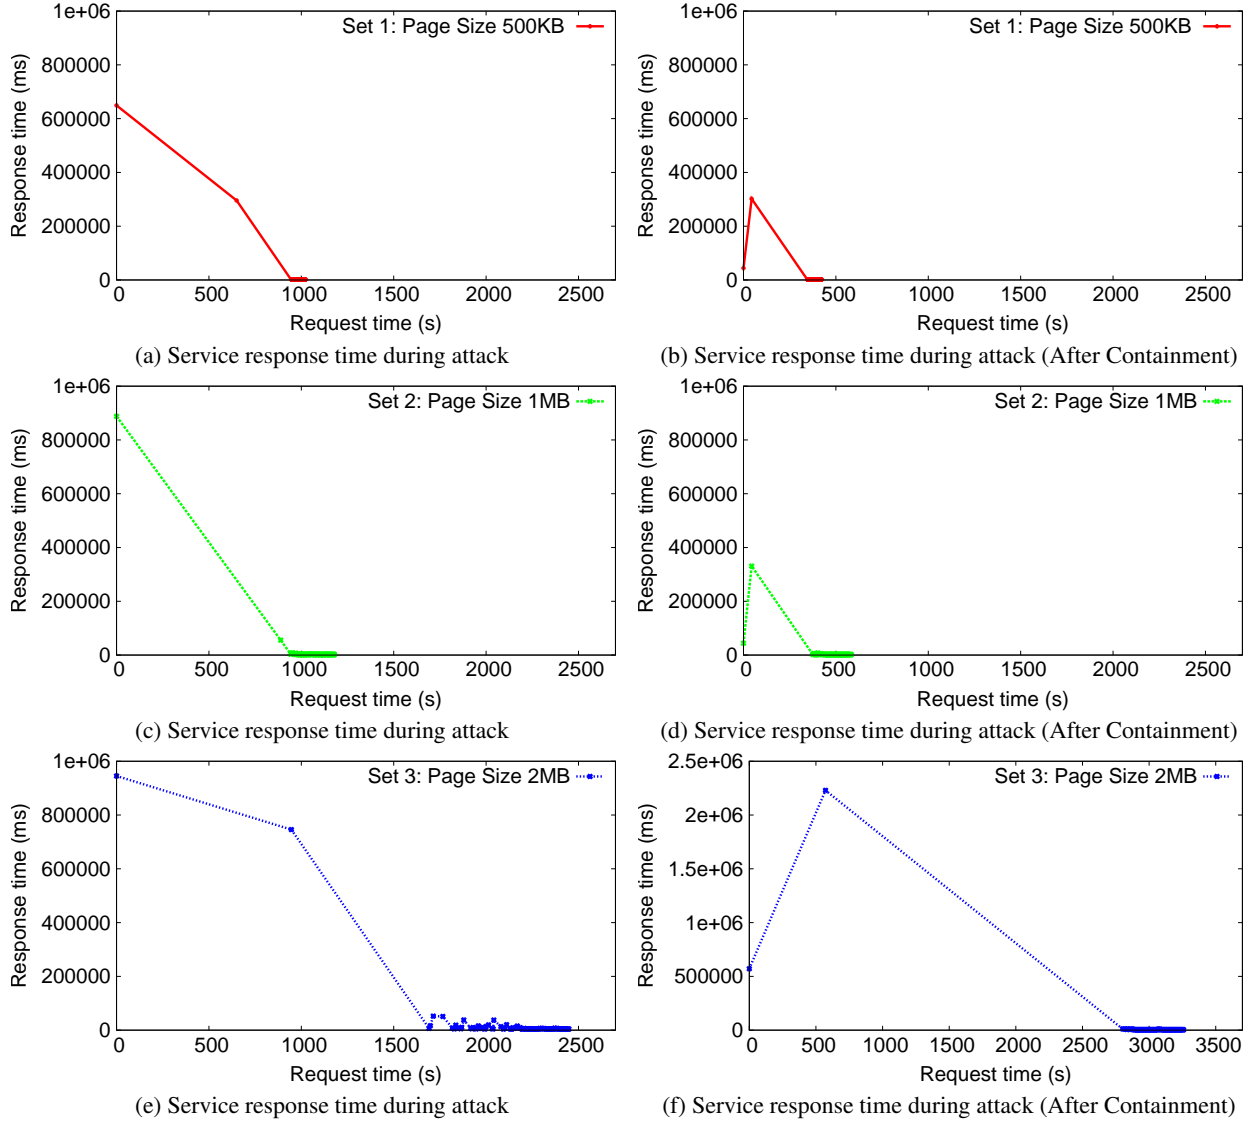 1e+06
800000
600000
400000
200000
0
Response time (ms)
Set 1: Page Size 500KB
0 500 1000 1500 2000 2500
Request time (s)
(a) Service response time during attack
1e+06
800000
600000
400000
200000
0
Response time (ms)
Set 1: Page Size 500KB
0 500 1000 1500 2000 2500
Request time (s)
(b) Service response time during attack (After Containment)
1e+06
800000
600000
400000
200000
0
Response time (ms)
Set 2: Page Size 1MB
0 500 1000 1500 2000 2500
Request time (s)
(c) Service response time during attack
1e+06
800000
600000
400000
200000
0
Response time (ms)
Set 2: Page Size 1MB
0 500 1000 1500 2000 2500
Request time (s)
(d) Service response time during attack (After Containment)
1e+06
800000
600000
400000
200000
0
Response time (ms)
Set 3: Page Size 2MB
0 500 1000 1500 2000 2500
Request time (s)
(e) Service response time during attack
2.5e+06
2e+06
1.5e+06
1e+06
500000
0
Response time (ms)
Set 3: Page Size 2MB
0 500 1000 1500 2000 2500 3000 3500
Request time (s)
(f) Service response time during attack (After Containment)